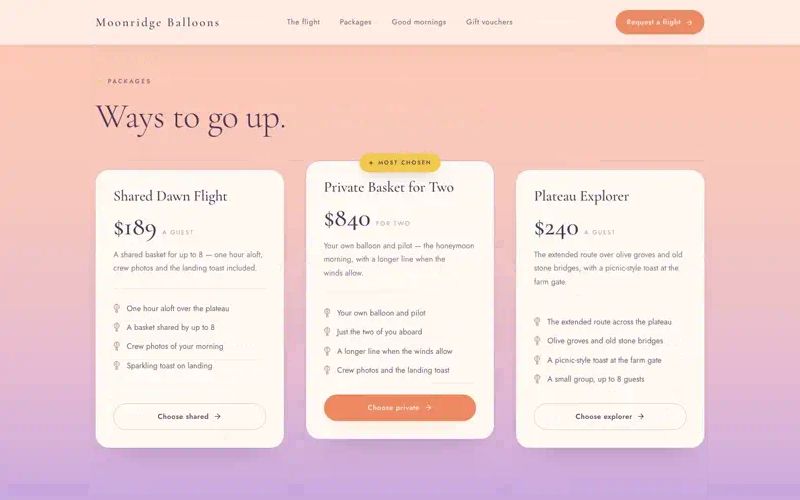 Moonridge Balloons
The flight
Packages
Good mornings
Gift vouchers
Request a flight →
PACKAGES
Ways to go up.
Shared Dawn Flight
$189 A GUEST
A shared basket for up to 8 — one hour aloft,
crew photos and the landing toast included.
One hour aloft over the plateau
A basket shared by up to 8
Crew photos of your morning
Sparkling toast on landing
Choose shared →
MOST CHOSEN
Private Basket for Two
$840 FOR TWO
Your own balloon and pilot — the honeymoon
morning, with a longer line when the
winds allow.
Your own balloon and pilot
Just the two of you aboard
A longer line when the winds allow
Crew photos and the landing toast
Choose private →
Plateau Explorer
$240 A GUEST
The extended route over olive groves and old
stone bridges, with a picnic-style toast at the
farm gate.
The extended route across the plateau
Olive groves and old stone bridges
A picnic-style toast at the farm gate
A small group, up to 8 guests
Choose explorer →